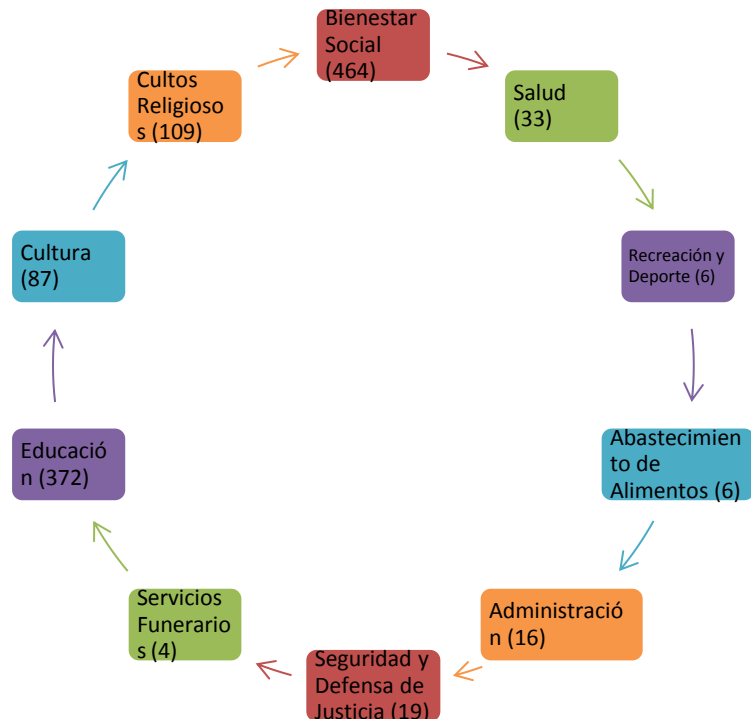 Bienestar
Social
(464)
Salud
(33)
Recreación y
Deporte (6)
Abastecimien
to de
Alimentos (6)
Administració
n (16)
Seguridad y
Defensa de
Justicia (19)
Servicios
Funerario
s (4)
Educació
n (372)
Cultura
(87)
Cultos
Religioso
s (109)